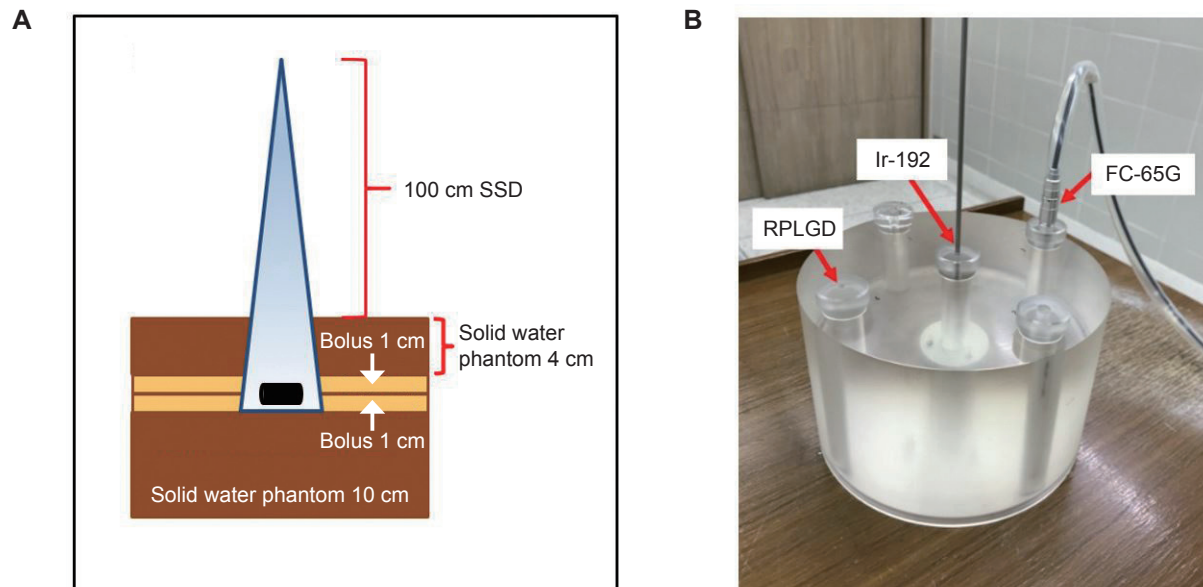 A
B
100 cm SSD
Bolus 1 cm
Solid water
phantom 4 cm
Bolus 1 cm
Solid water phantom 10 cm
Ir-192
FC-65G
RPLGD